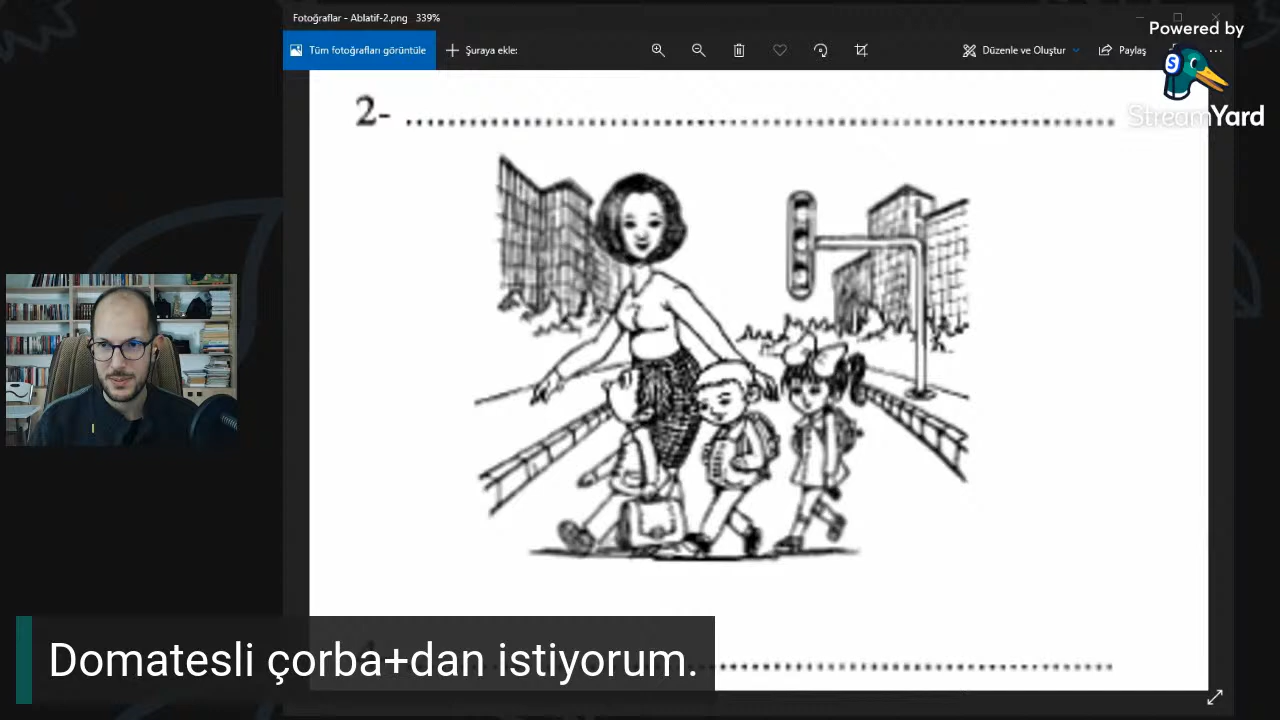 Fotoğraflar - Ablatif-2.png 339%
Tüm fotoğrafları görüntüle
Şuraya ekle:
Düzenle ve Oluştur
Paylaş
Powered by
StreamYard
2- ........................................................
Domatesli çorba+dan istiyorum.